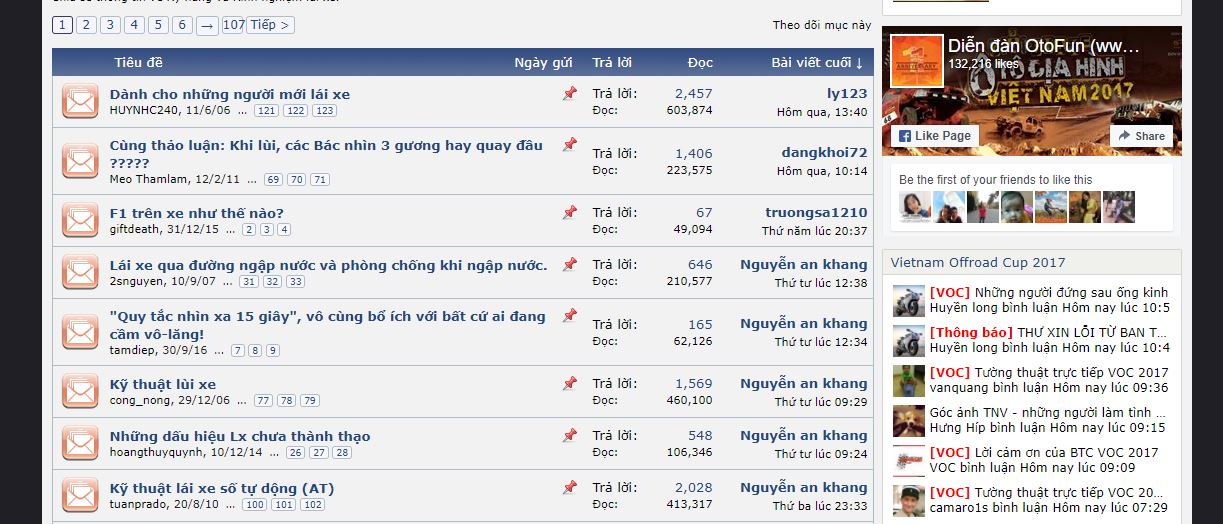 1 2 3 4 5 6 → 107 Tiếp > Theo dõi mục này
Tiêu đề Ngày gửi Trả lời Đọc Bài viết cuối ↓
Dành cho những người mới lái xe
HUYNHC240, 11/6/06 ... 121 122 123
Trả lời: 2,457
Đọc: 603,874
ly123
Hôm qua, 13:40
Cùng thảo luận: Khi lùi, các Bác nhìn 3 gương hay quay đầu
?????
Meo Thamlam, 12/2/11 ... 69 70 71
Trả lời: 1,406
Đọc: 223,575
dangkhoi72
Hôm qua, 10:14
F1 trên xe như thế nào?
giftdeath, 31/12/15 ... 2 3 4
Trả lời: 67
Đọc: 49,094
truongsa1210
Thứ năm lúc 20:37
Lái xe qua đường ngập nước và phòng chống khi ngập nước.
2snguyen, 10/9/07 ... 31 32 33
Trả lời: 646
Đọc: 210,577
Nguyễn an khang
Thứ tư lúc 12:38
"Quy tắc nhìn xa 15 giây", vô cùng bổ ích với bất cứ ai đang
cầm vô-lăng!
tamdiep, 30/9/16 ... 7 8 9
Trả lời: 165
Đọc: 62,126
Nguyễn an khang
Thứ tư lúc 12:34
Kỹ thuật lùi xe
cong_nong, 29/12/06 ... 77 78 79
Trả lời: 1,569
Đọc: 460,100
Nguyễn an khang
Thứ tư lúc 09:29
Những dấu hiệu Lx chưa thành thạo
hoangthuyquynh, 10/12/14 ... 26 27 28
Trả lời: 548
Đọc: 106,346
Nguyễn an khang
Thứ tư lúc 09:24
Kỹ thuật lái xe số tự động (AT)
tuanprado, 20/8/10 ... 100 101 102
Trả lời: 2,028
Đọc: 413,317
Nguyễn an khang
Thứ ba lúc 23:33
Diễn đàn OtoFun (ww...
132,216 likes
ANNIVERSARY
Ô TÔ ĐỊA HÌNH
VIỆT NAM 2017
Like Page Share
Be the first of your friends to like this
Vietnam Offroad Cup 2017
[VOC] Những người đứng sau ống kinh
Huyền long bình luận Hôm nay lúc 10:5
[Thông báo] THƯ XIN LỖI TỪ BAN T...
Huyền long bình luận Hôm nay lúc 10:4
[VOC] Tường thuật trực tiếp VOC 2017
vanquang bình luận Hôm nay lúc 09:36
Góc ảnh TNV - những người làm tình ...
Hưng Híp bình luận Hôm nay lúc 09:15
[VOC] Lời cảm ơn của BTC VOC 2017
VOC bình luận Hôm nay lúc 09:09
[VOC] Tường thuật trực tiếp VOC 20...
camaro1s bình luận Hôm nay lúc 07:29